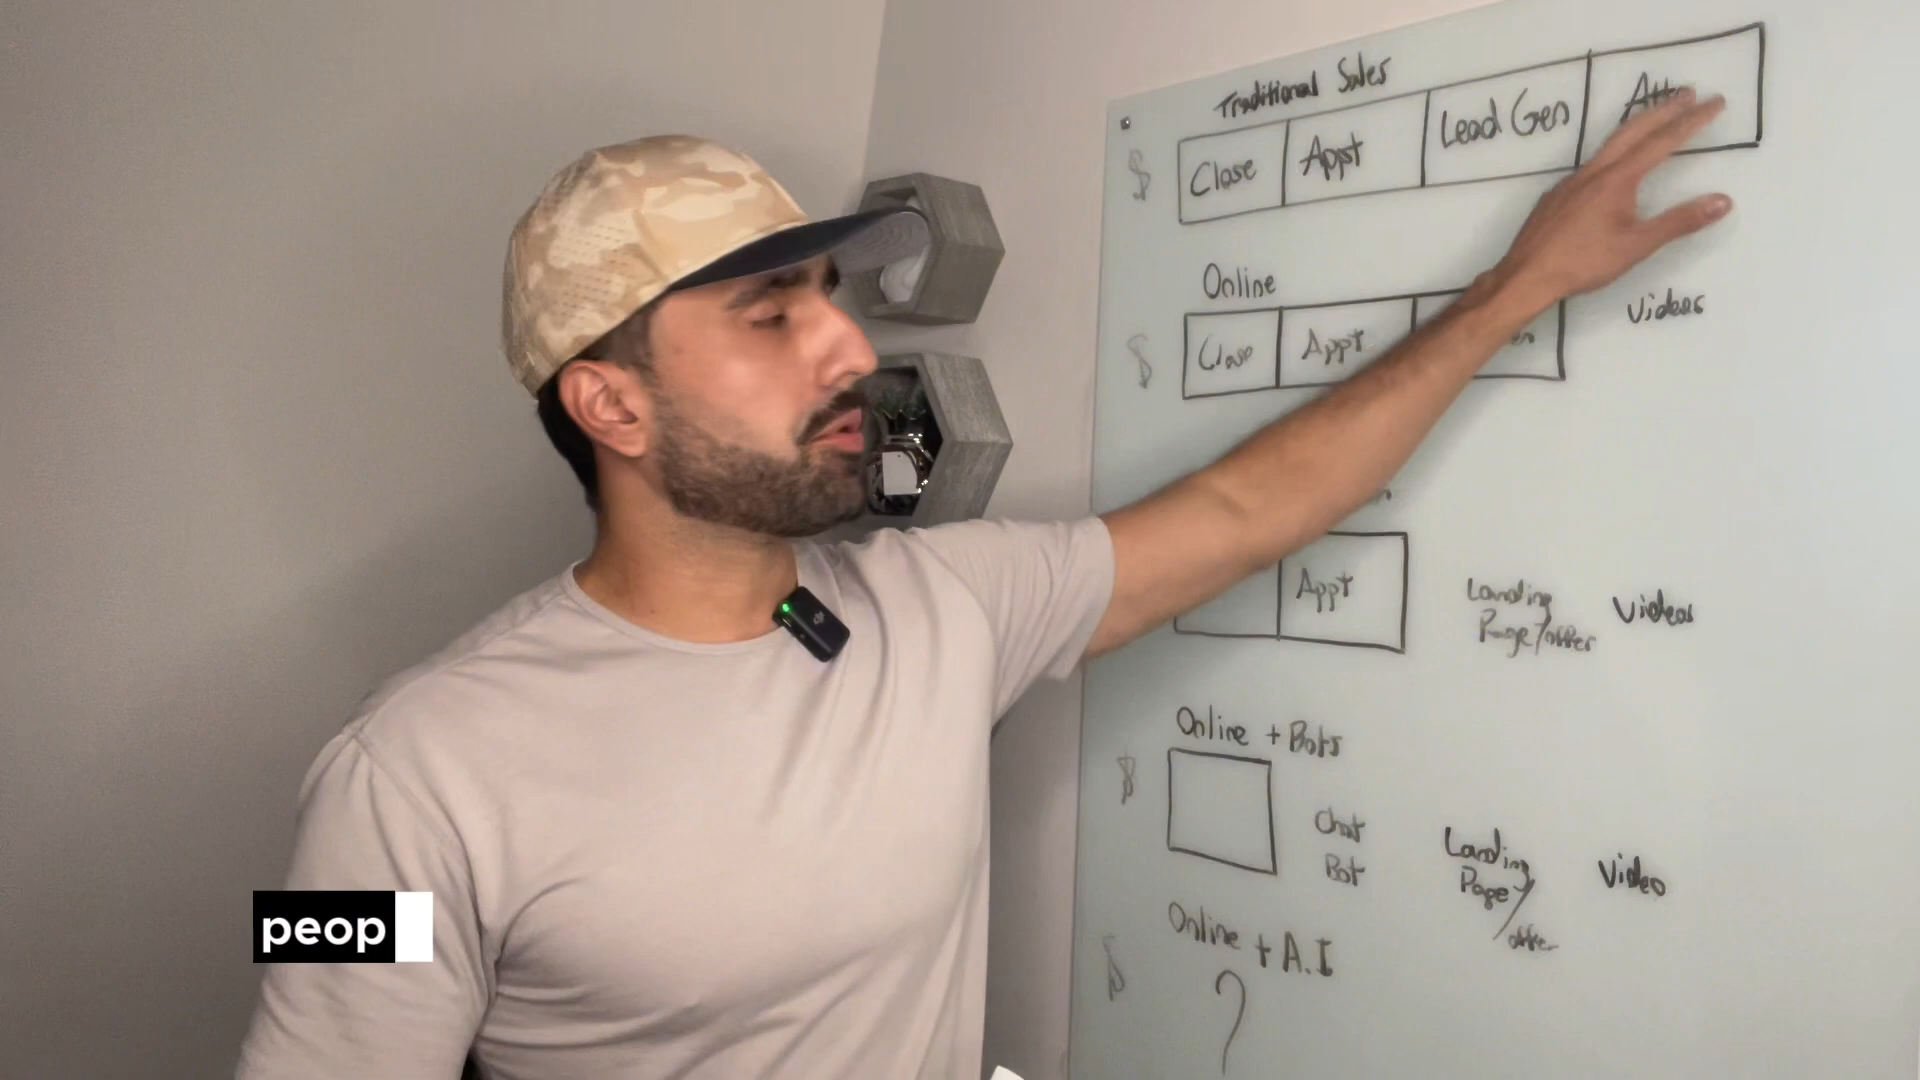 Traditional Sales
$ Close Appt Lead Gen
Online
$ Close Appt Videos
Appt Landing Page/offer Videos
Online + Bots
$ Chat Bot Landing Page/offer Video
Online + A.I
$ ?
peop